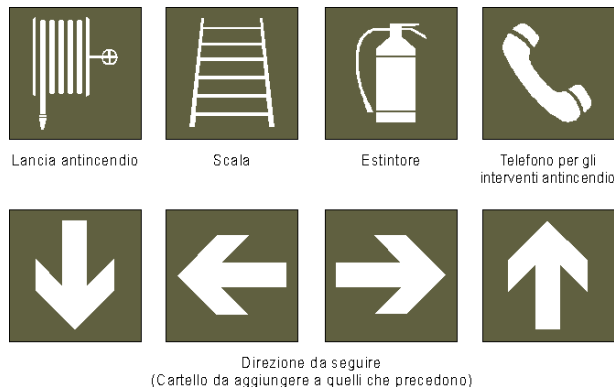 Lancia antincendio
Scala
Estintore
Telefono per gli
interventi antincendio
Direzione da seguire
(Cartello da aggiungere a quelli che precedono)